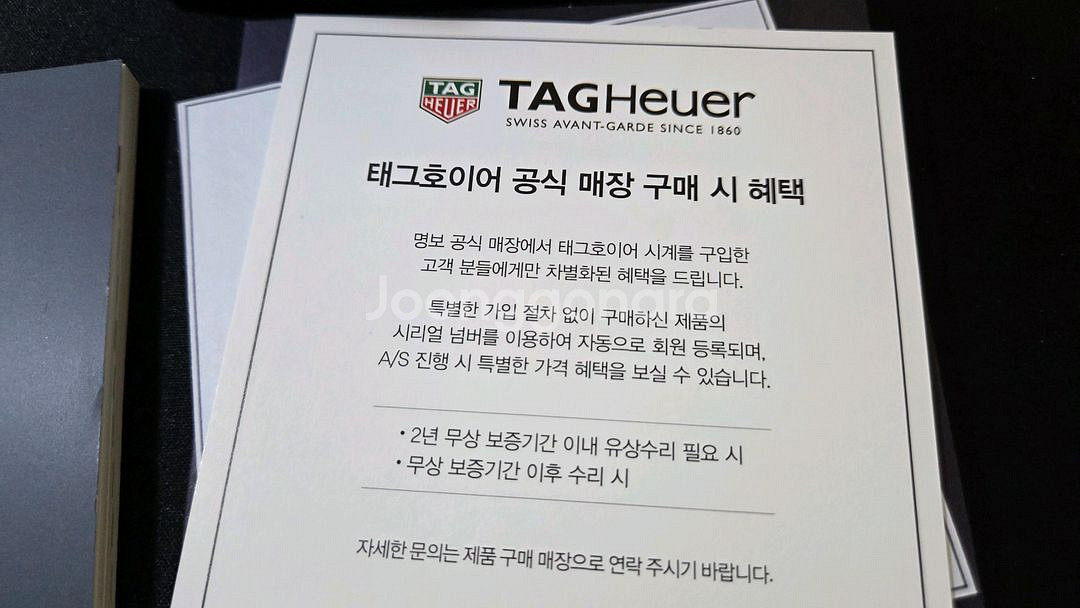 TAG
HEUER
TAGHeuer
SWISS AVANT-GARDE SINCE 1860
태그호이어 공식 매장 구매 시 혜택
명보 공식 매장에서 태그호이어 시계를 구입한
고객 분들에게만 차별화된 혜택을 드립니다.
Joonggonara
특별한 가입 절차 없이 구매하신 제품의
시리얼 넘버를 이용하여 자동으로 회원 등록되며,
A/S 진행 시 특별한 가격 혜택을 보실 수 있습니다.
• 2년 무상 보증기간 이내 유상수리 필요 시
• 무상 보증기간 이후 수리 시
자세한 문의는 제품 구매 매장으로 연락 주시기 바랍니다.